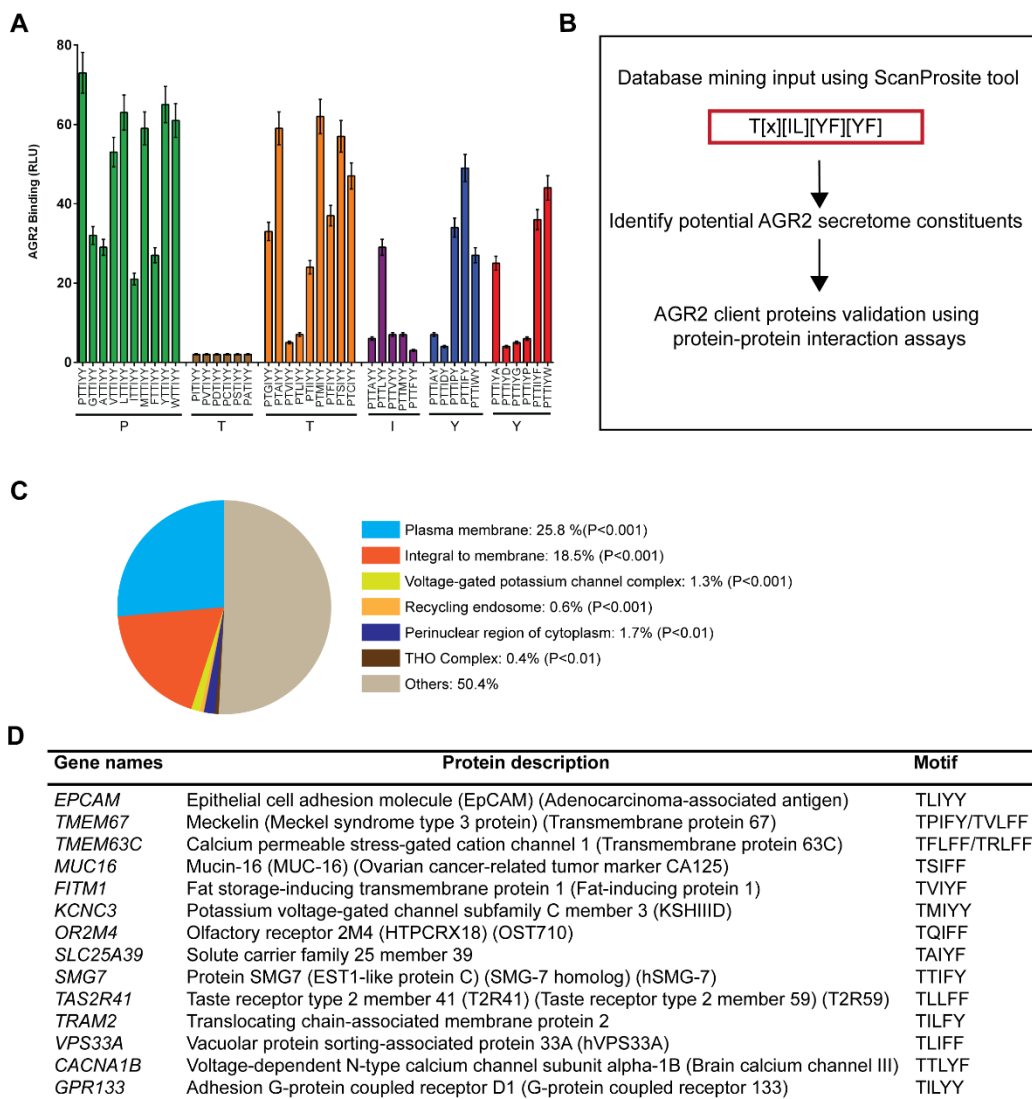 A
80
60
40
20
0
AGR2 Binding (RLU)
PTTIYY
GTTIYY
ATTIYY
VTTIYY
LTTIYY
ITTIYY
MTTIYY
FTTIYY
YTTIYY
WTTIYY
PITIYY
PVTIYY
PDTIYY
PCTIYY
PSTIYY
PATIYY
PTGIYY
PTAIYY
PTVIYY
PTLIYY
PTIIYY
PTMIYY
PTFIYY
PTSIYY
PTCIYY
PTTAYY
PTTLYY
PTTVYY
PTTMYY
PTTFYY
PTTIAY
PTTIDY
PTTIPY
PTTIFY
PTTIWY
PTTIYA
PTTIYD
PTTIYG
PTTIYP
PTTIYF
PTTIYW
P T T I Y Y
B
Database mining input using ScanProsite tool
T[x][IL][YF][YF]
Identify potential AGR2 secretome constituents
AGR2 client proteins validation using
protein-protein interaction assays
C
Plasma membrane: 25.8 %(P<0.001)
Integral to membrane: 18.5% (P<0.001)
Voltage-gated potassium channel complex: 1.3% (P<0.001)
Recycling endosome: 0.6% (P<0.001)
Perinuclear region of cytoplasm: 1.7% (P<0.01)
THO Complex: 0.4% (P<0.01)
Others: 50.4%
D
Gene names Protein description Motif
EPCAM Epithelial cell adhesion molecule (EpCAM) (Adenocarcinoma-associated antigen) TLIYY
TMEM67 Meckelin (Meckel syndrome type 3 protein) (Transmembrane protein 67) TPIFY/TVLFF
TMEM63C Calcium permeable stress-gated cation channel 1 (Transmembrane protein 63C) TFLFF/TRLFF
MUC16 Mucin-16 (MUC-16) (Ovarian cancer-related tumor marker CA125) TSIFF
FITM1 Fat storage-inducing transmembrane protein 1 (Fat-inducing protein 1) TVIYF
KCNC3 Potassium voltage-gated channel subfamily C member 3 (KSHIIID) TMIYY
OR2M4 Olfactory receptor 2M4 (HTPCRX18) (OST710) TQIFF
SLC25A39 Solute carrier family 25 member 39 TAIYF
SMG7 Protein SMG7 (EST1-like protein C) (SMG-7 homolog) (hSMG-7) TTIFY
TAS2R41 Taste receptor type 2 member 41 (T2R41) (Taste receptor type 2 member 59) (T2R59) TLLFF
TRAM2 Translocating chain-associated membrane protein 2 TILFY
VPS33A Vacuolar protein sorting-associated protein 33A (hVPS33A) TLIFF
CACNA1B Voltage-dependent N-type calcium channel subunit alpha-1B (Brain calcium channel III) TTLYF
GPR133 Adhesion G-protein coupled receptor D1 (G-protein coupled receptor 133) TILYY